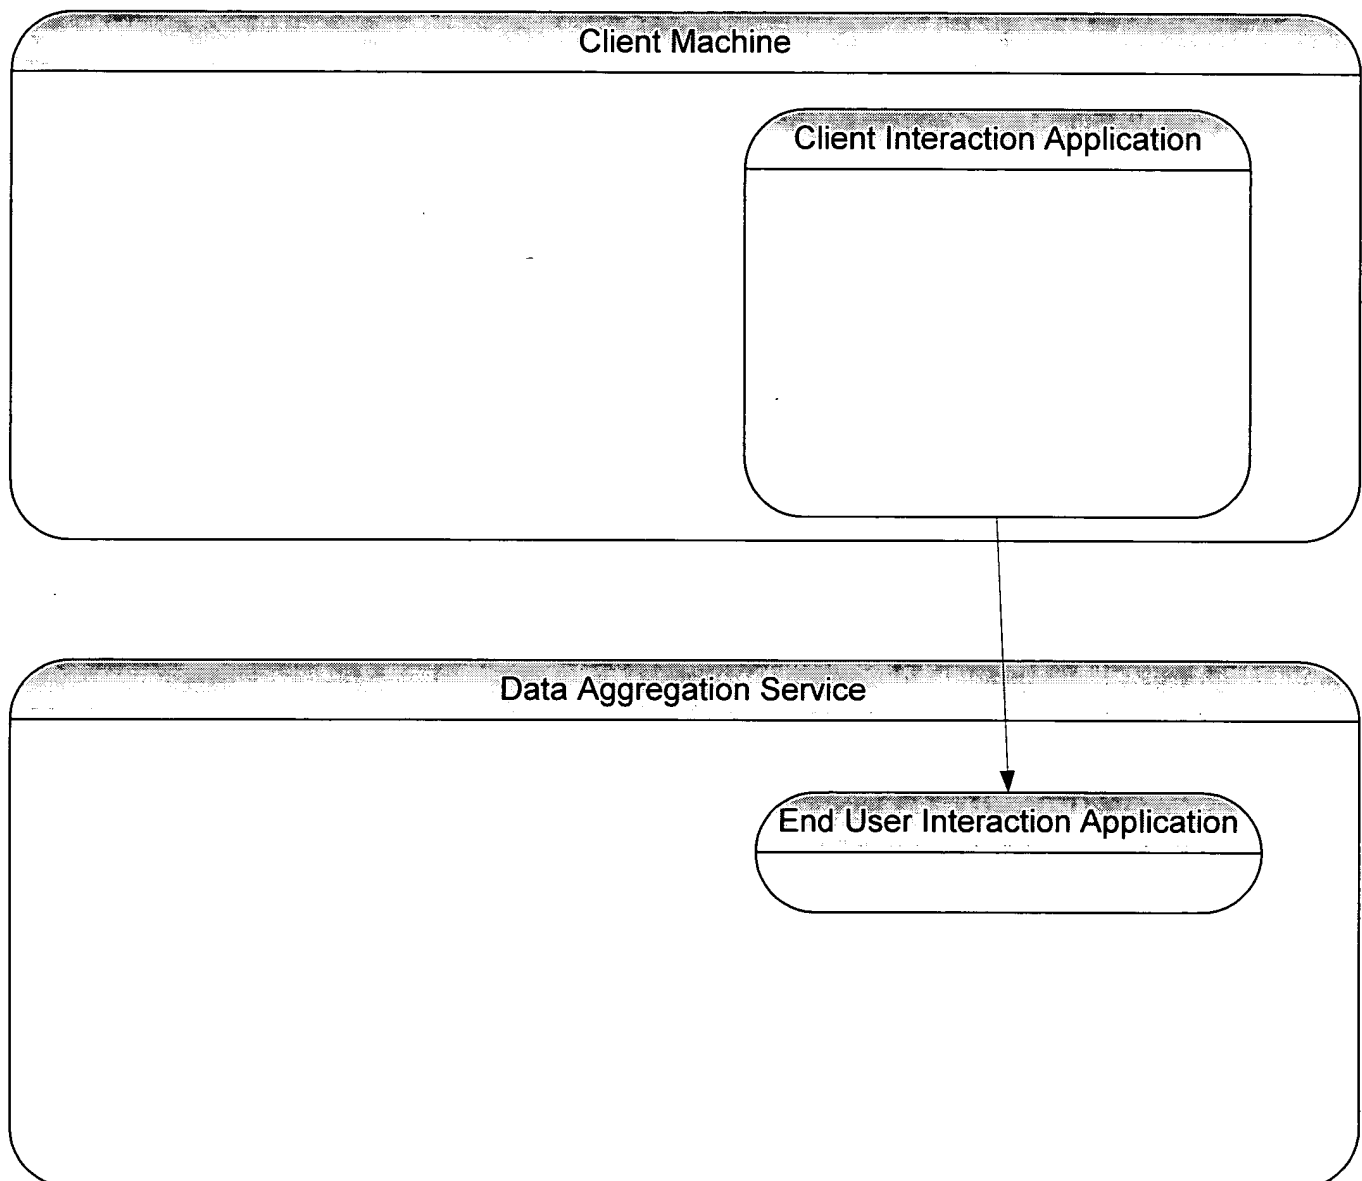 Client Machine
Client Interaction Application
Data Aggregation Service
End User Interaction Application